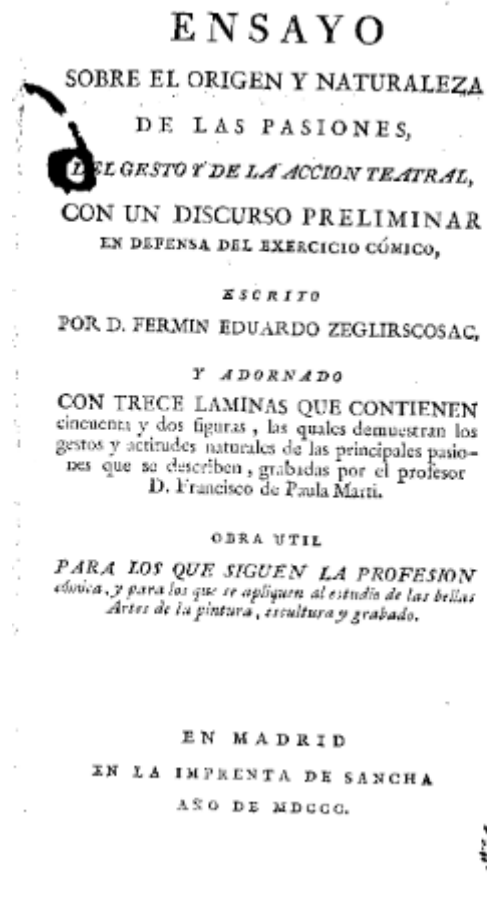 ENSAYO
SOBRE EL ORIGEN Y NATURALEZA
DE LAS PASIONES,
DEL GESTO Y DE LA ACCION TEATRAL,
CON UN DISCURSO PRELIMINAR
EN DEFENSA DEL EXERCICIO CÓMICO,
ESCRITO
POR D. FERMIN EDUARDO ZEGLIRSCOSAC,
Y ADORNADO
CON TRECE LAMINAS QUE CONTIENEN
cincuenta y dos figuras, las quales demuestran los
gestos y actitudes naturales de las principales pasio-
nes que se describen, grabadas por el profesor
D. Francisco de Paula Marti.
OBRA UTIL
PARA LOS QUE SIGUEN LA PROFESION
cómica, y para los que se apliquen al estudio de las bellas
Artes de la pintura, escultura y grabado.
EN MADRID
EN LA IMPRENTA DE SANCHA
AÑO DE MDCCC.